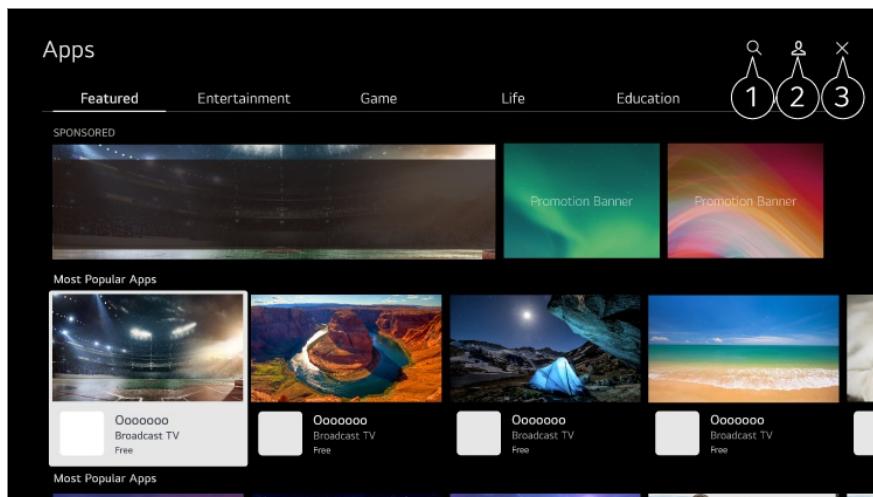 Apps
1 2 3
Featured Entertainment Game Life Education
SPONSORED
Promotion Banner Promotion Banner
Most Popular Apps
Ooooooo Ooooooo Ooooooo Ooooooo
Broadcast TV Broadcast TV Broadcast TV Broadcast TV
Free Free Free Free
Most Popular Apps